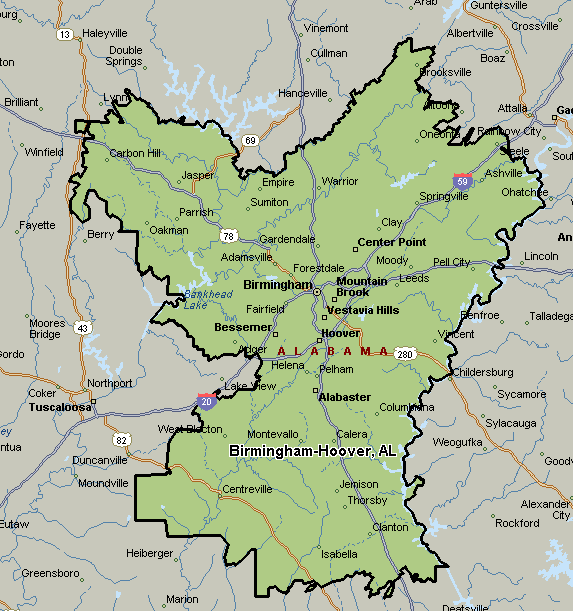 Arab
Guntersville
13
Haleyville
Vinemont
Crossville
Double
Springs
Albertville
Cullman
Boaz
Brooksville
Brilliant
Lynn
Hanceville
Altoona
Attalla
Gad
69
Oneonta
Rainbow City
Winfield
Carbon Hill
Steele
Jasper
Empire
Warrior
59
Ashville
Ohatchee
Sumiton
Springville
Parrish
Fayette
Berry
Oakman
78
Gardendale
Clay
Center Point
An
Adamsville
Forestdale
Moody
Pell City
Lincoln
Birmingham
Mountain
Brook
Leeds
Bankhead
Lake
Fairfield
Vestavia Hills
Renfroe
Talladega
Moores
Bridge
43
Bessemer
Hoover
Vincent
Gordo
Adger
ALABAMA
280
Helena
Pelham
Childersburg
Northport
Lake View
Coker
20
Alabaster
Sycamore
Tuscaloosa
Columbiana
Sylacauga
West Blocton
82
Montevallo
Calera
Weogufka
ntua
Birmingham-Hoover, AL
Duncanville
Goodw
Moundville
Centreville
Jemison
Thorsby
Alexander
City
Eutaw
Clanton
Rockford
Heiberger
Isabella
Greensboro
Marion
Deatsville